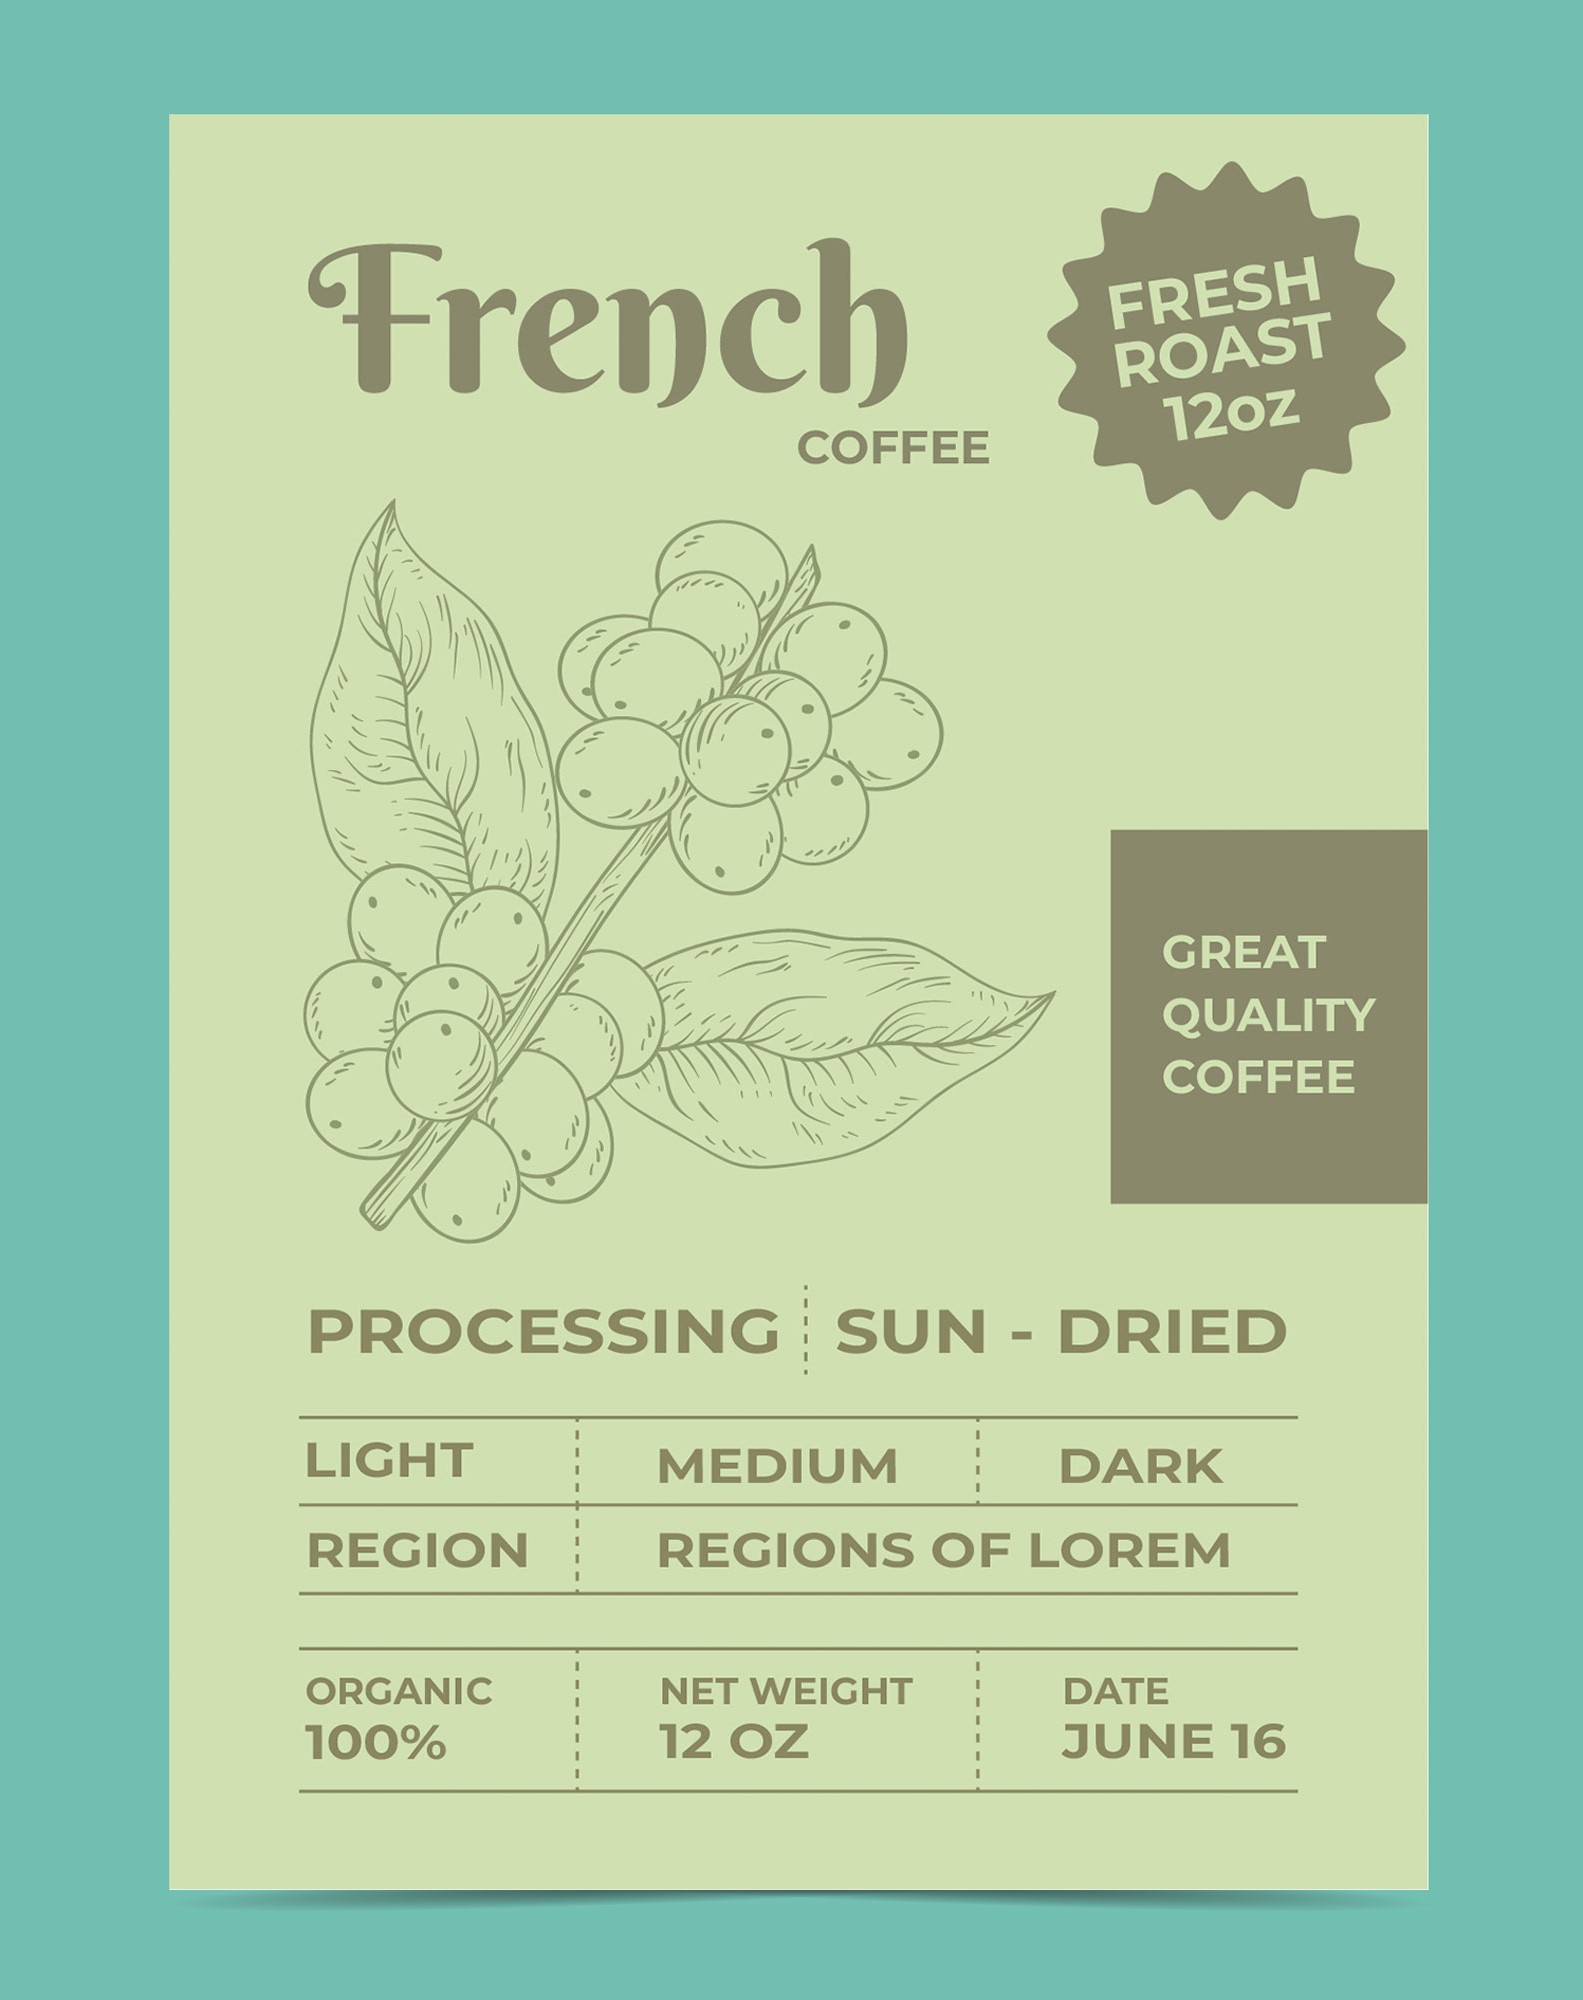 French
COFFEE
FRESH
ROAST
12oz
GREAT
QUALITY
COFFEE
PROCESSING SUN - DRIED
LIGHT MEDIUM DARK
REGION REGIONS OF LOREM
ORGANIC NET WEIGHT DATE
100% 12 OZ JUNE 16